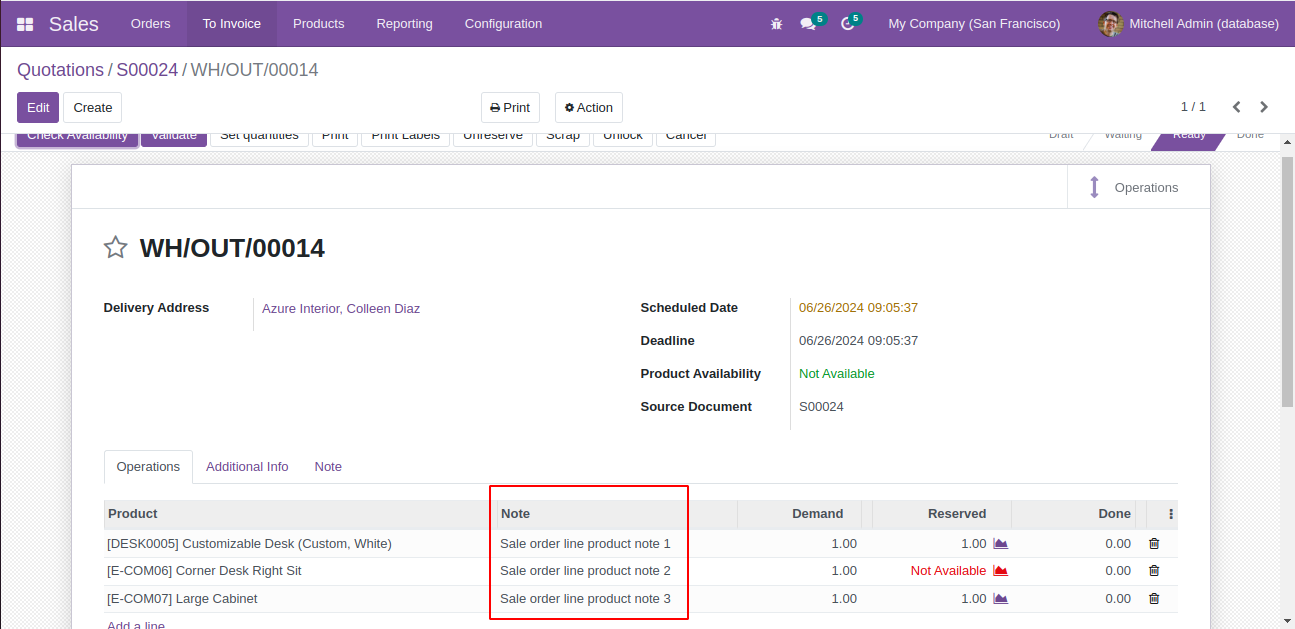 Sales Orders To Invoice Products Reporting Configuration 5 5 My Company (San Francisco) Mitchell Admin (database)
Quotations / S00024 / WH/OUT/00014
Edit Create Print Action 1 / 1
Check Availability Validate Set quantities Print Print Labels Unreserve Scrap Unlock Cancel Draft Waiting Ready Done
Operations
WH/OUT/00014
Delivery Address Azure Interior, Colleen Diaz
Scheduled Date 06/26/2024 09:05:37
Deadline 06/26/2024 09:05:37
Product Availability Not Available
Source Document S00024
Operations Additional Info Note
Product Note Demand Reserved Done
[DESK0005] Customizable Desk (Custom, White) Sale order line product note 1 1.00 1.00 0.00
[E-COM06] Corner Desk Right Sit Sale order line product note 2 1.00 Not Available 0.00
[E-COM07] Large Cabinet Sale order line product note 3 1.00 1.00 0.00
Add a line